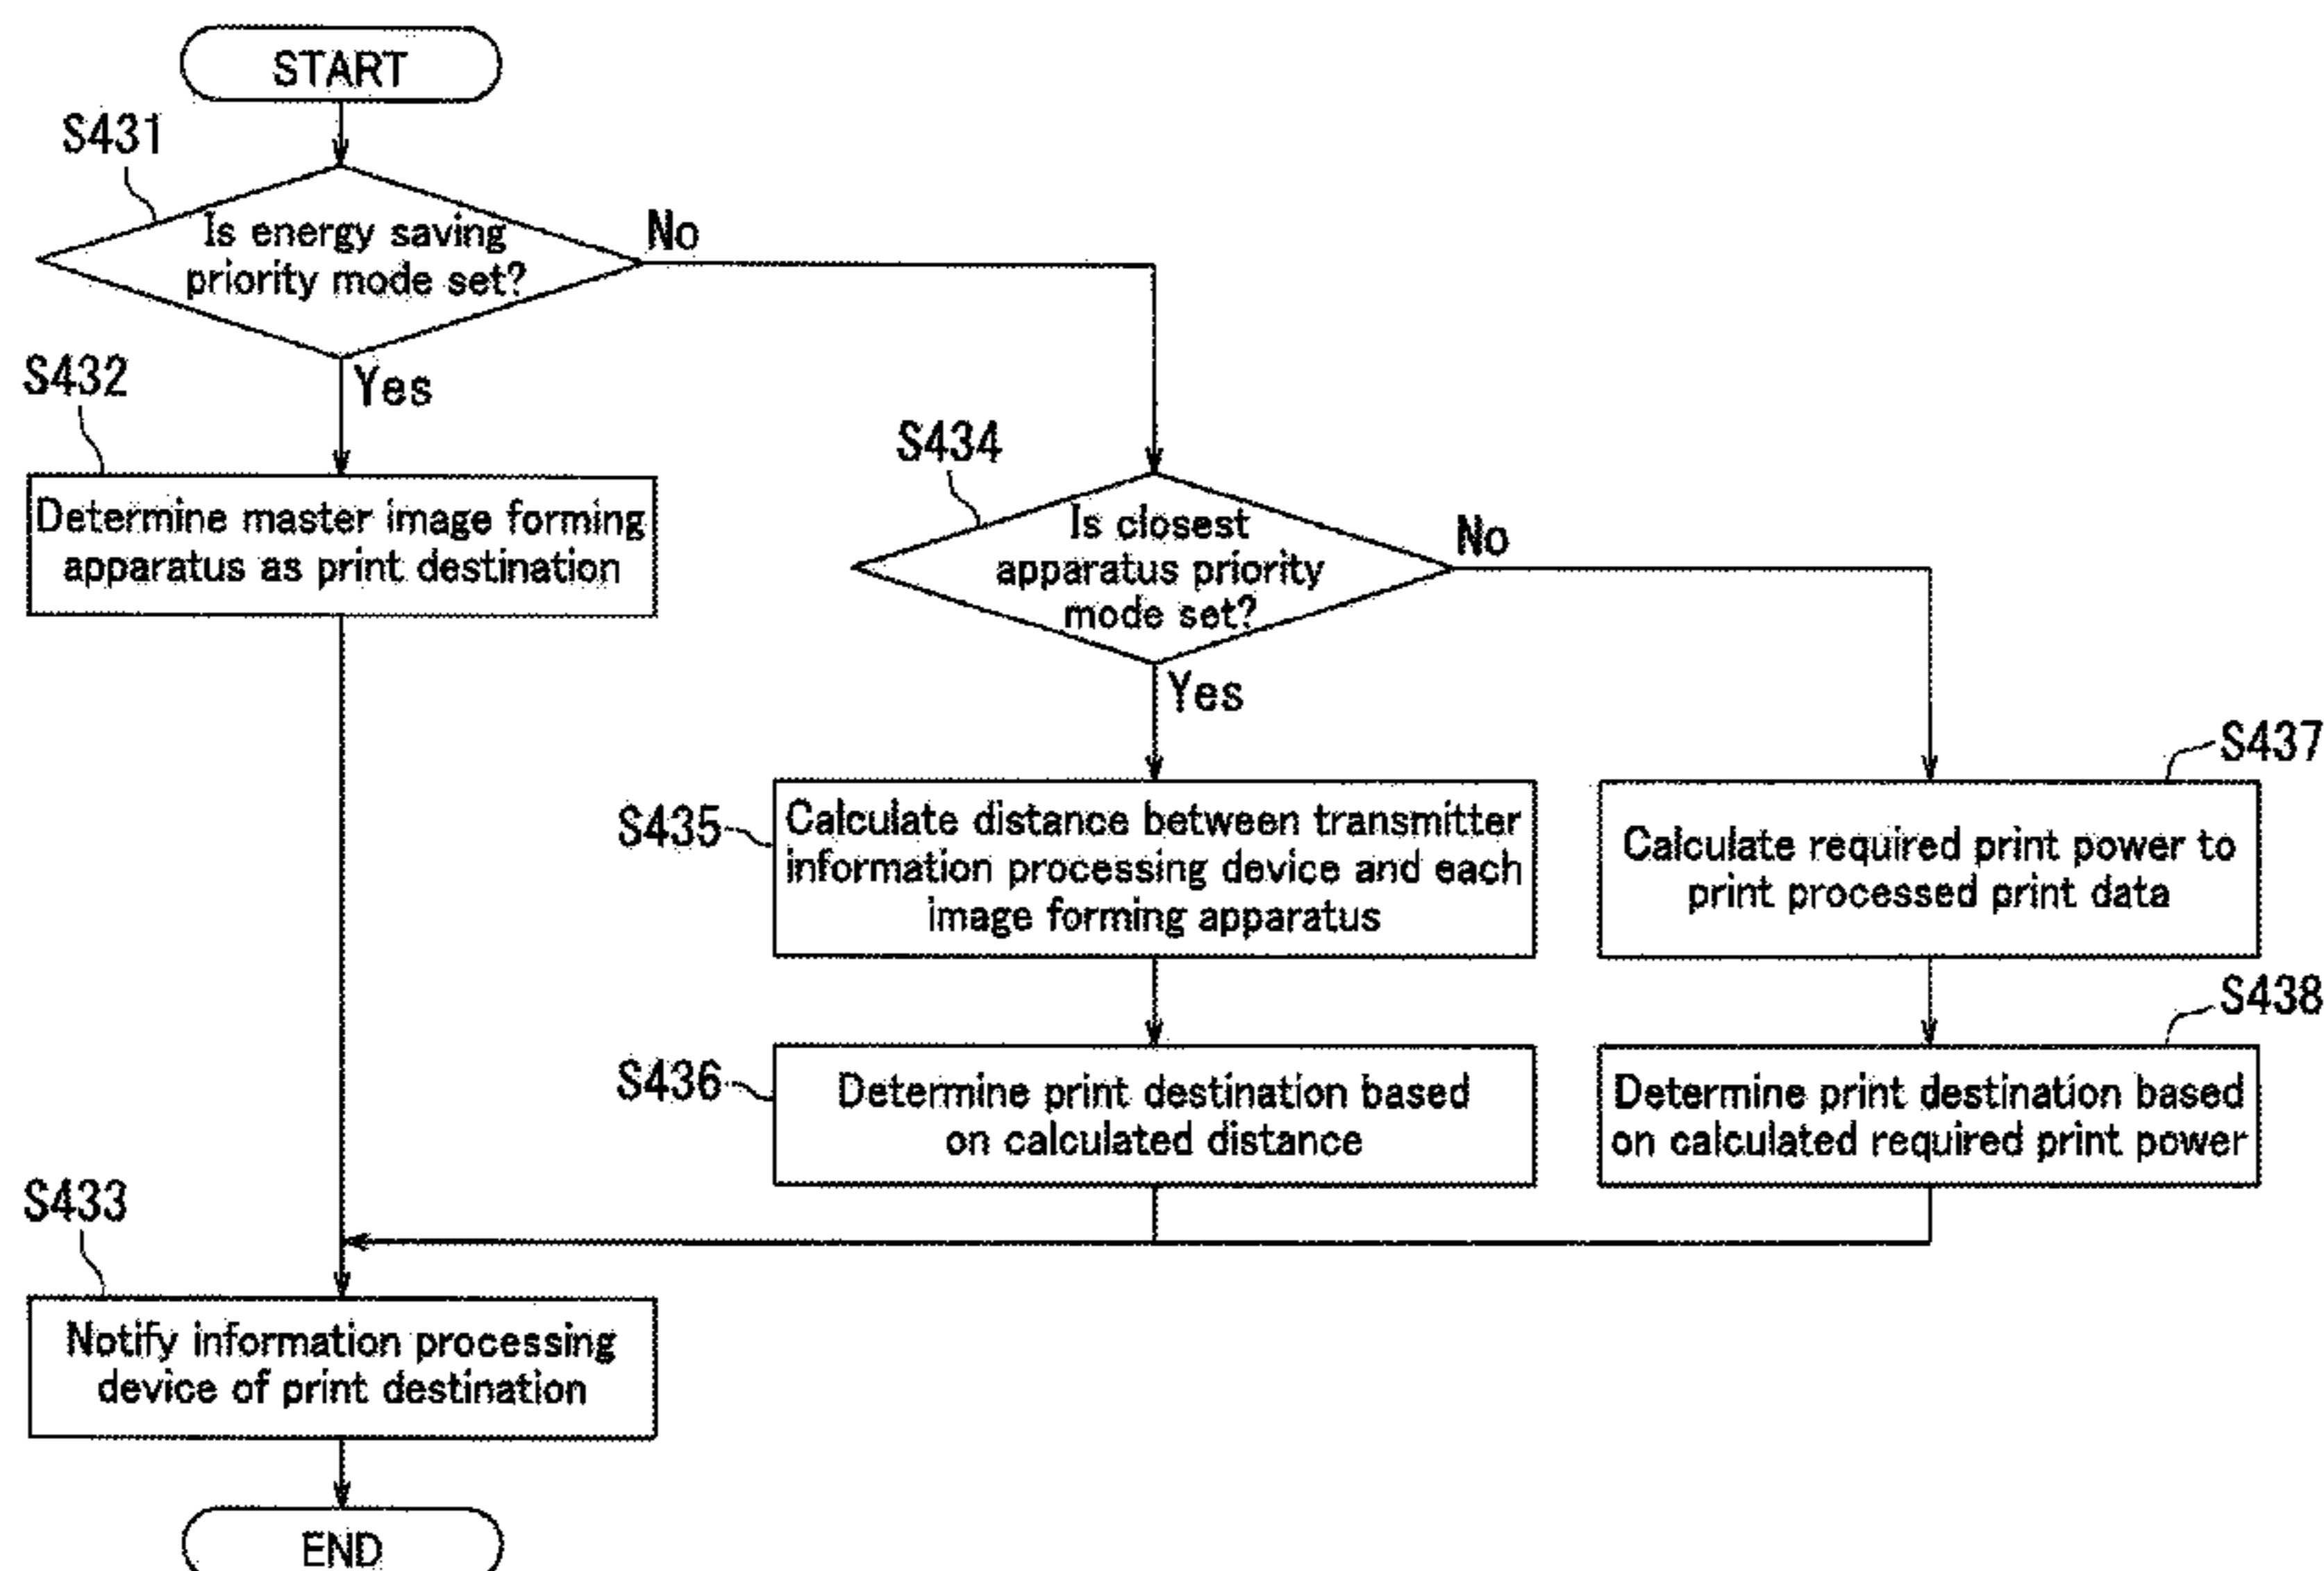 START
S431
Is energy saving
priority mode set?
No
Yes
S432
Determine master image forming
apparatus as print destination
S434
Is closest
apparatus priority
mode set?
No
Yes
S435
Calculate distance between transmitter
information processing device and each
image forming apparatus
S437
Calculate required print power to
print processed print data
S436
Determine print destination based
on calculated distance
S438
Determine print destination based
on calculated required print power
S433
Notify information processing
device of print destination
END